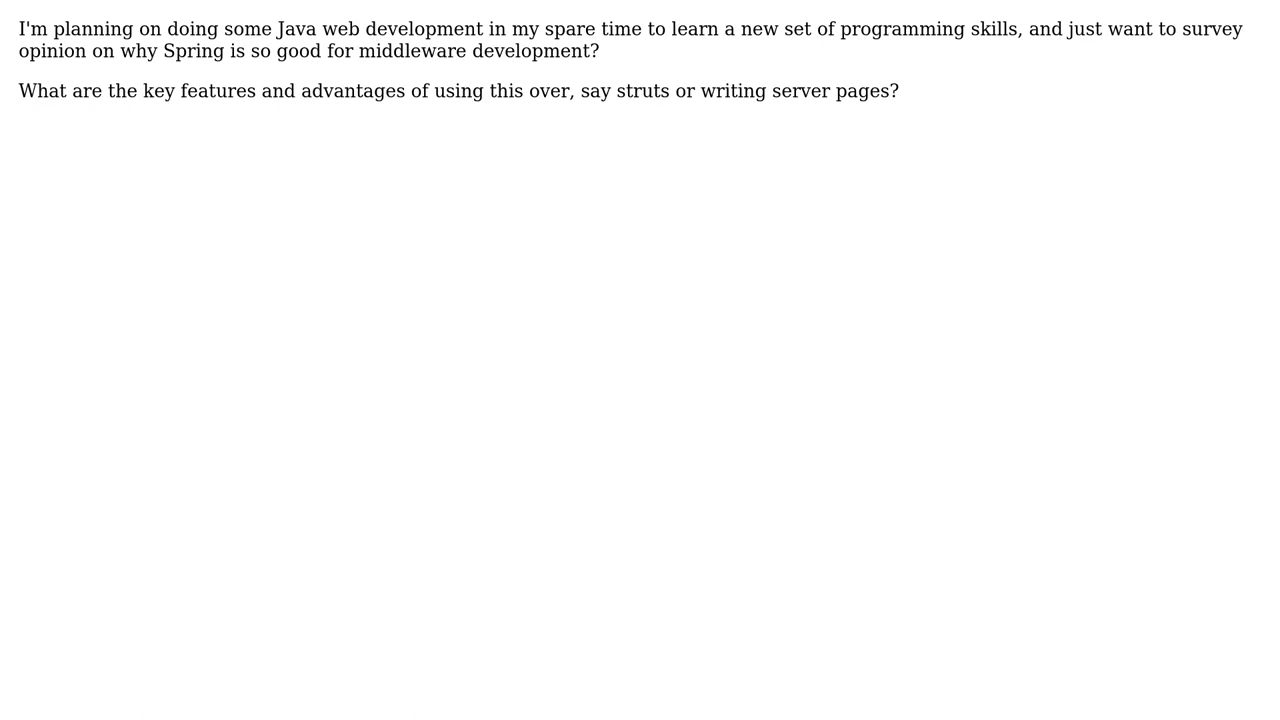 I'm planning on doing some Java web development in my spare time to learn a new set of programming skills, and just want to survey
opinion on why Spring is so good for middleware development?
What are the key features and advantages of using this over, say struts or writing server pages?